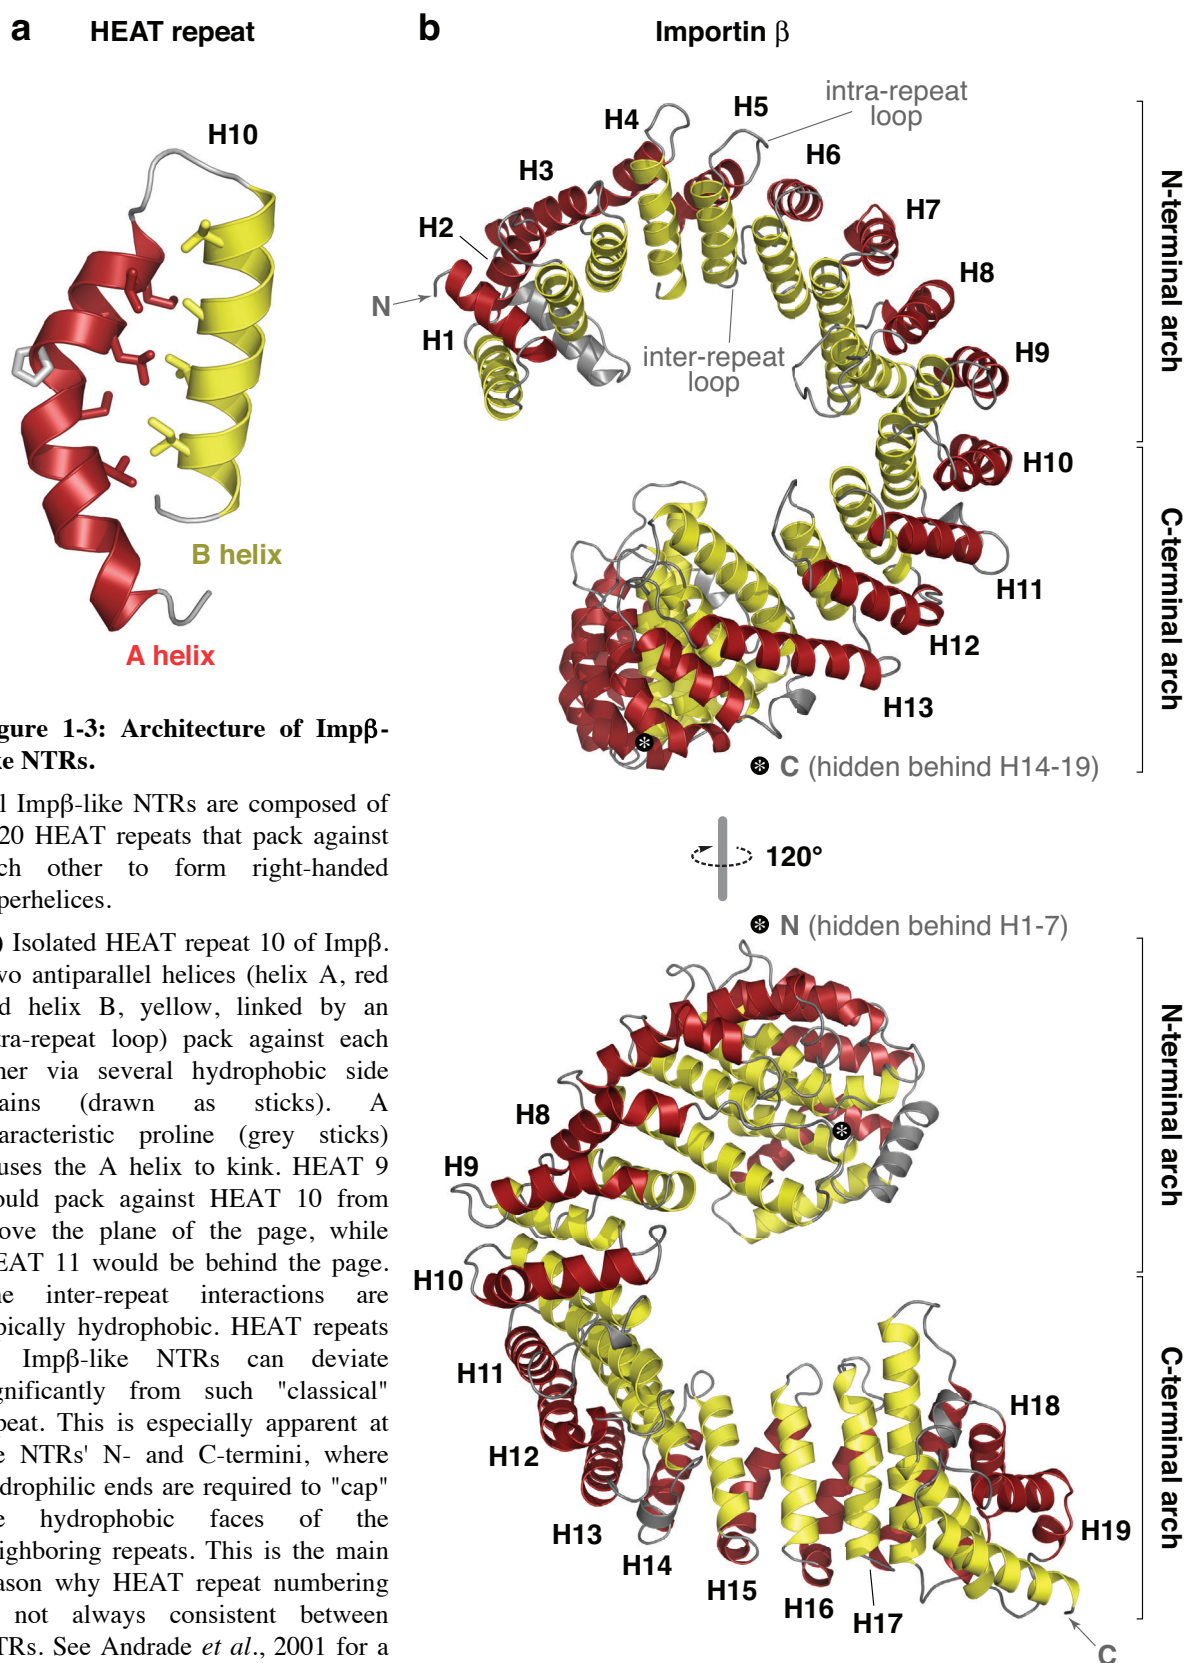 a HEAT repeat
H10
B helix
A helix
gure 1-3: Architecture of Impβ-
ke NTRs.
l Impβ-like NTRs are composed of
20 HEAT repeats that pack against
ch other to form right-handed
perhelices.
) Isolated HEAT repeat 10 of Impβ.
wo antiparallel helices (helix A, red
d helix B, yellow, linked by an
tra-repeat loop) pack against each
her via several hydrophobic side
ains (drawn as sticks). A
aracteristic proline (grey sticks)
uses the A helix to kink. HEAT 9
ould pack against HEAT 10 from
ove the plane of the page, while
EAT 11 would be behind the page.
e inter-repeat interactions are
pically hydrophobic. HEAT repeats
Impβ-like NTRs can deviate
gnificantly from such "classical"
peat. This is especially apparent at
e NTRs' N- and C-termini, where
drophilic ends are required to "cap"
e hydrophobic faces of the
ighboring repeats. This is the main
ason why HEAT repeat numbering
not always consistent between
TRs. See Andrade et al., 2001 for a
b Importin β
intra-repeat
loop
H5
H4
H6
H3
H7
H2
H8
N
H1
inter-repeat
loop
H9
H10
H11
H12
H13
C (hidden behind H14-19)
N-terminal arch
C-terminal arch
120°
N (hidden behind H1-7)
H8
H9
H10
H11
H12
H13
H14
H15
H16
H17
H18
H19
C
N-terminal arch
C-terminal arch